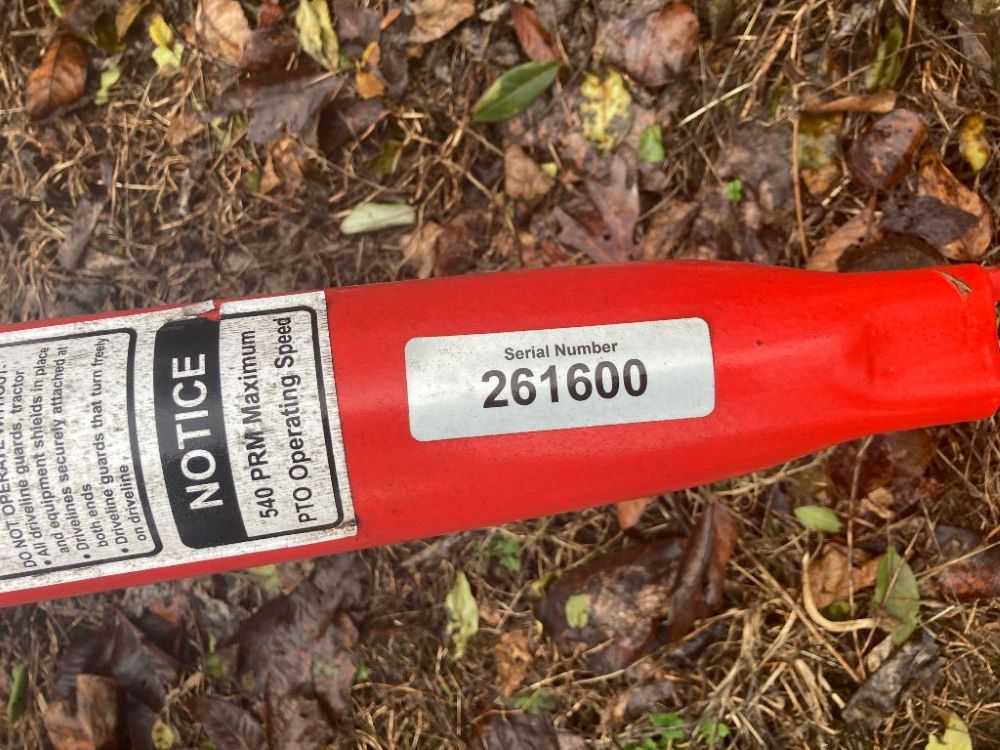 DO NOT OPERATE WITHOUT:
• All driveline guards, tractor
and equipment shields in place
and drivelines securely attached at
both ends
• Driveline guards that turn freely
on driveline.
NOTICE
540 PRM Maximum
PTO Operating Speed
Serial Number
261600